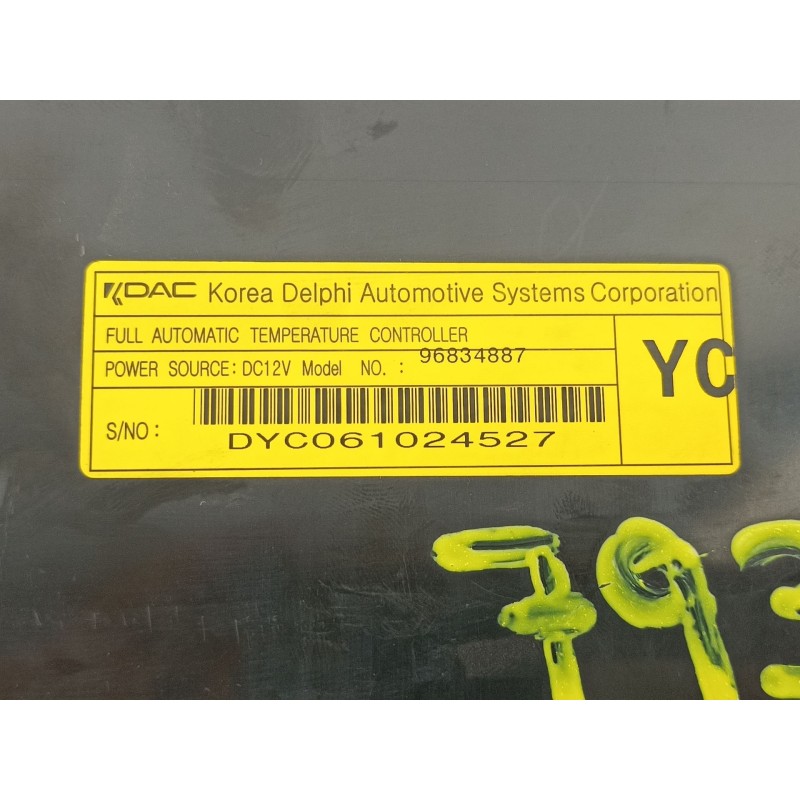 KDAC Korea Delphi Automotive Systems Corporation
FULL AUTOMATIC TEMPERATURE CONTROLLER
POWER SOURCE: DC12V Model NO. : 96834887
YC
S/NO : DYC061024527
793